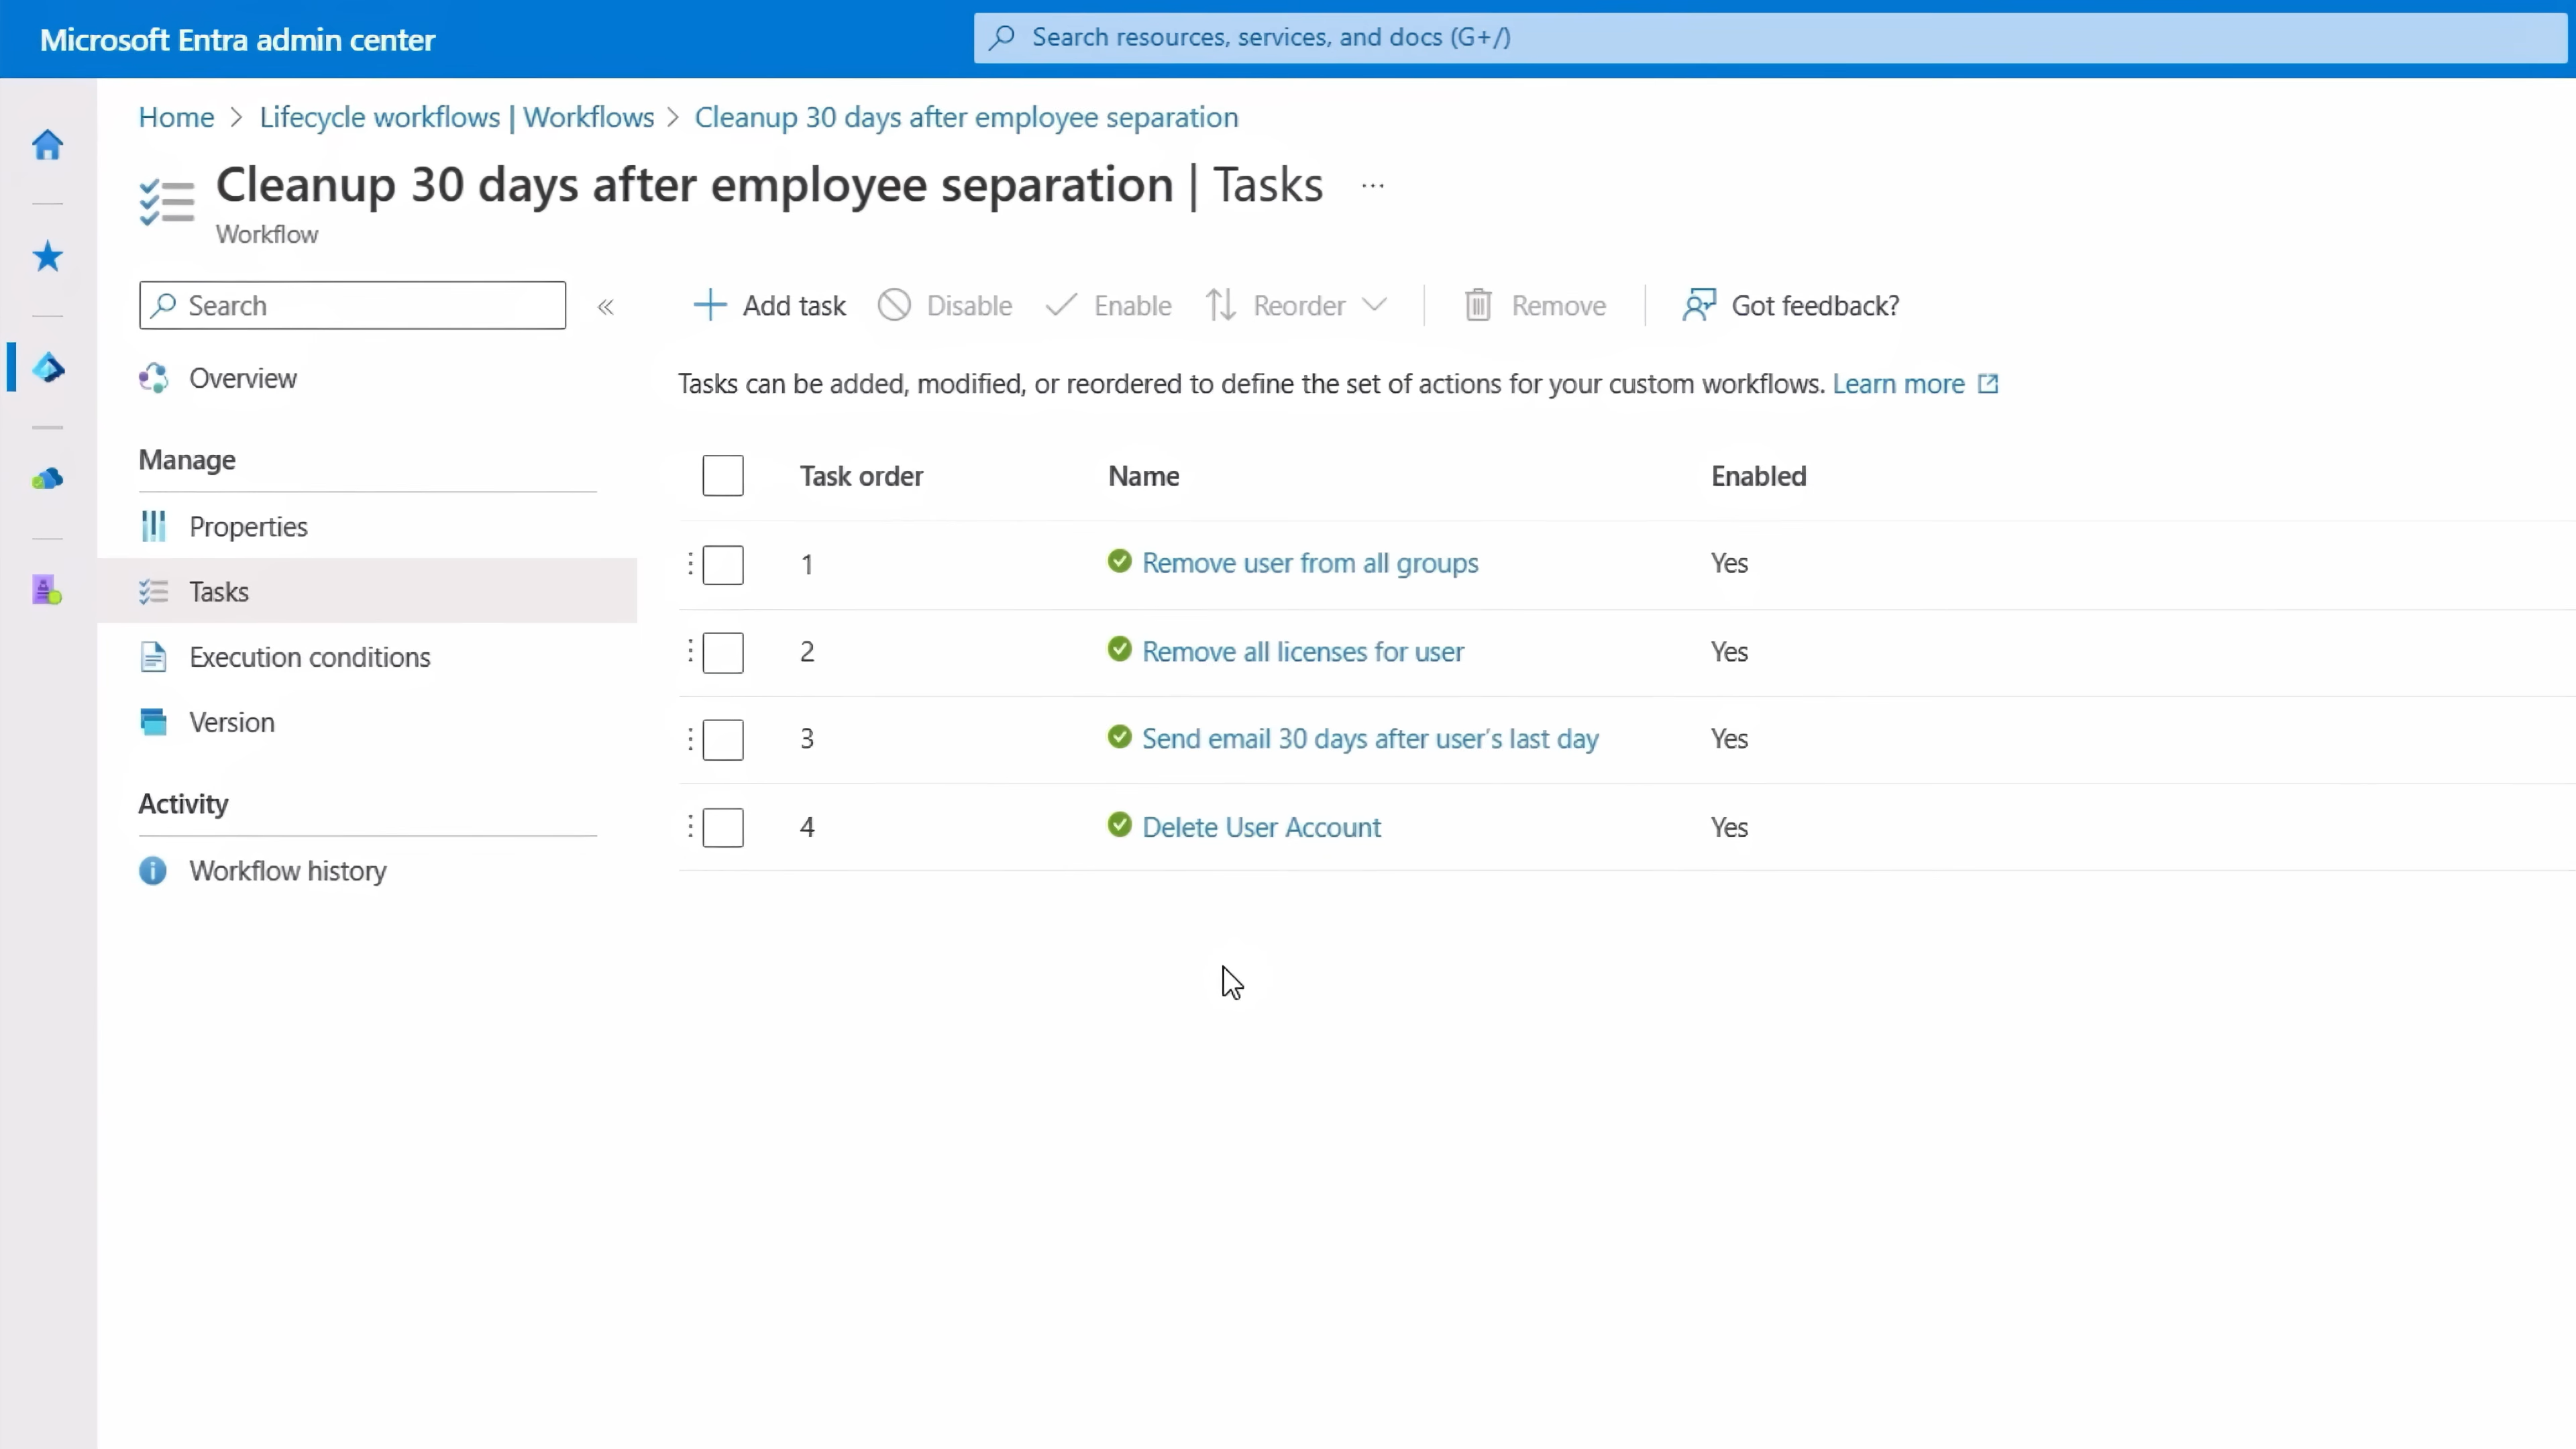 Microsoft Entra admin center
Search resources, services, and docs (G+/)
Home > Lifecycle workflows | Workflows > Cleanup 30 days after employee separation
Cleanup 30 days after employee separation | Tasks ...
Workflow
Search
Add task
Disable
Enable
Reorder
Remove
Got feedback?
Overview
Manage
Properties
Tasks
Execution conditions
Version
Activity
Workflow history
Tasks can be added, modified, or reordered to define the set of actions for your custom workflows. Learn more
Task order Name Enabled
1 Remove user from all groups Yes
2 Remove all licenses for user Yes
3 Send email 30 days after user's last day Yes
4 Delete User Account Yes